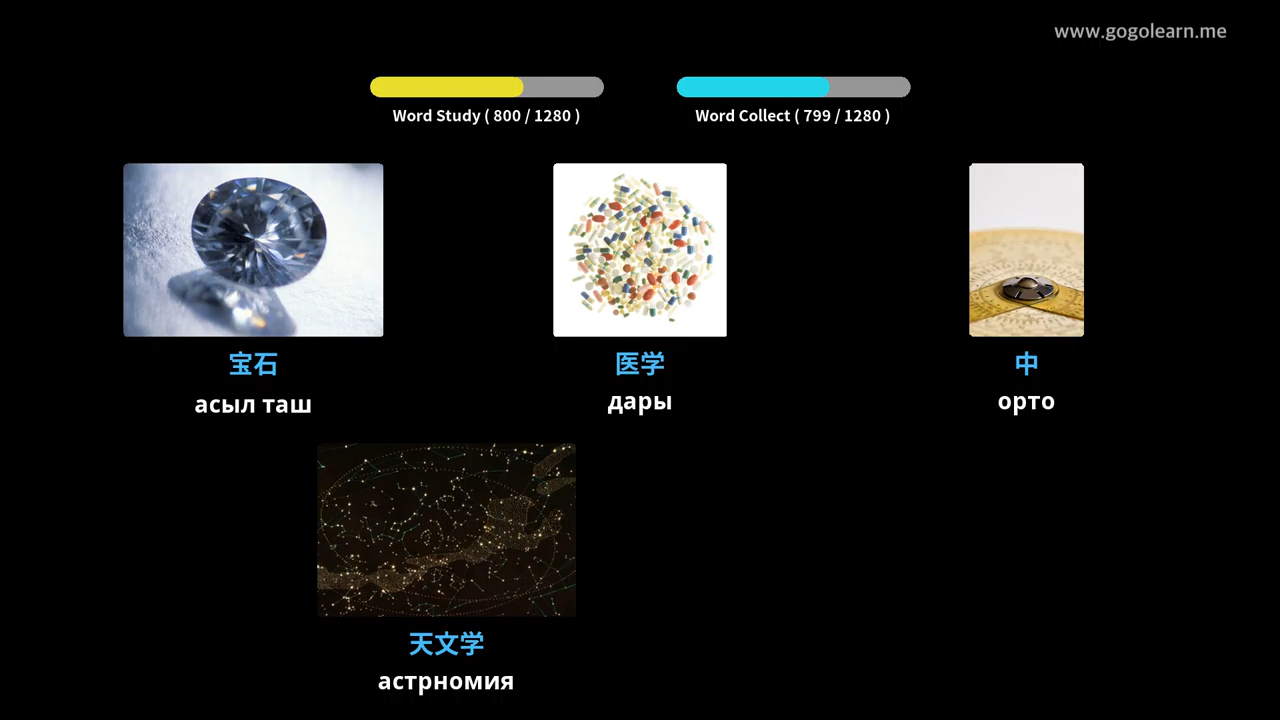 www.gogolearn.me
Word Study ( 800 / 1280 )
Word Collect ( 799 / 1280 )
宝石
асыл таш
医学
дары
中
орто
天文学
астрномия